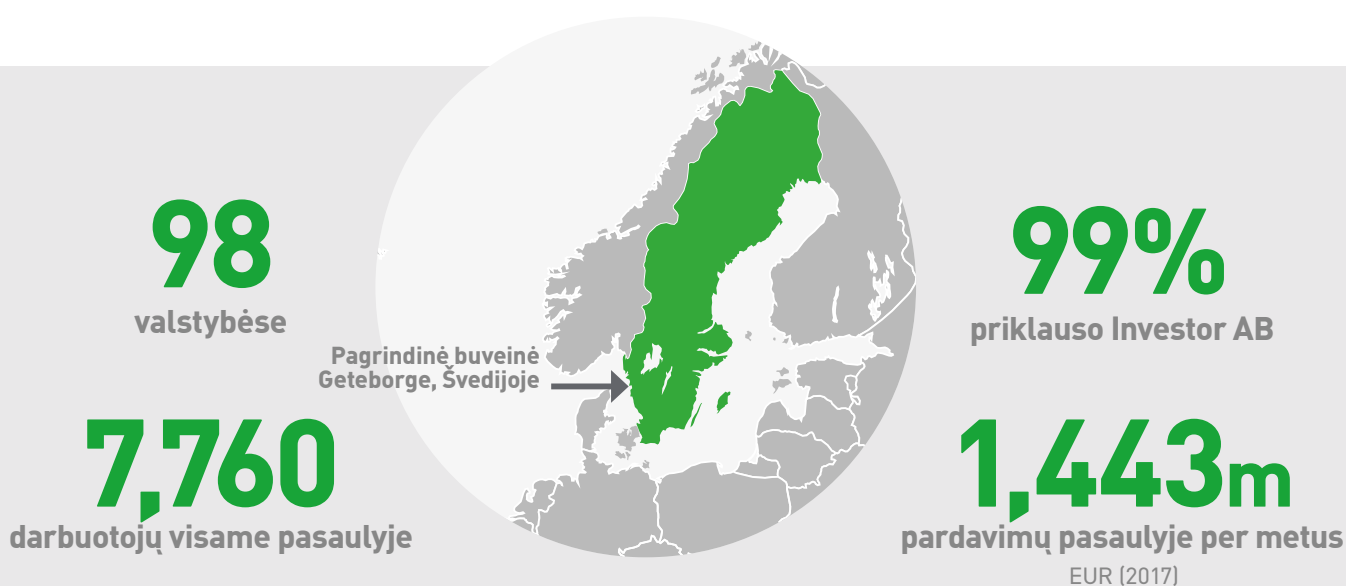 98
valstybėse
7,760
darbuotojų visame pasaulyje
Pagrindinė buveinė
Geteborge, Švedijoje
99%
priklauso Investor AB
1,443m
pardavimų pasaulyje per metus
EUR (2017)